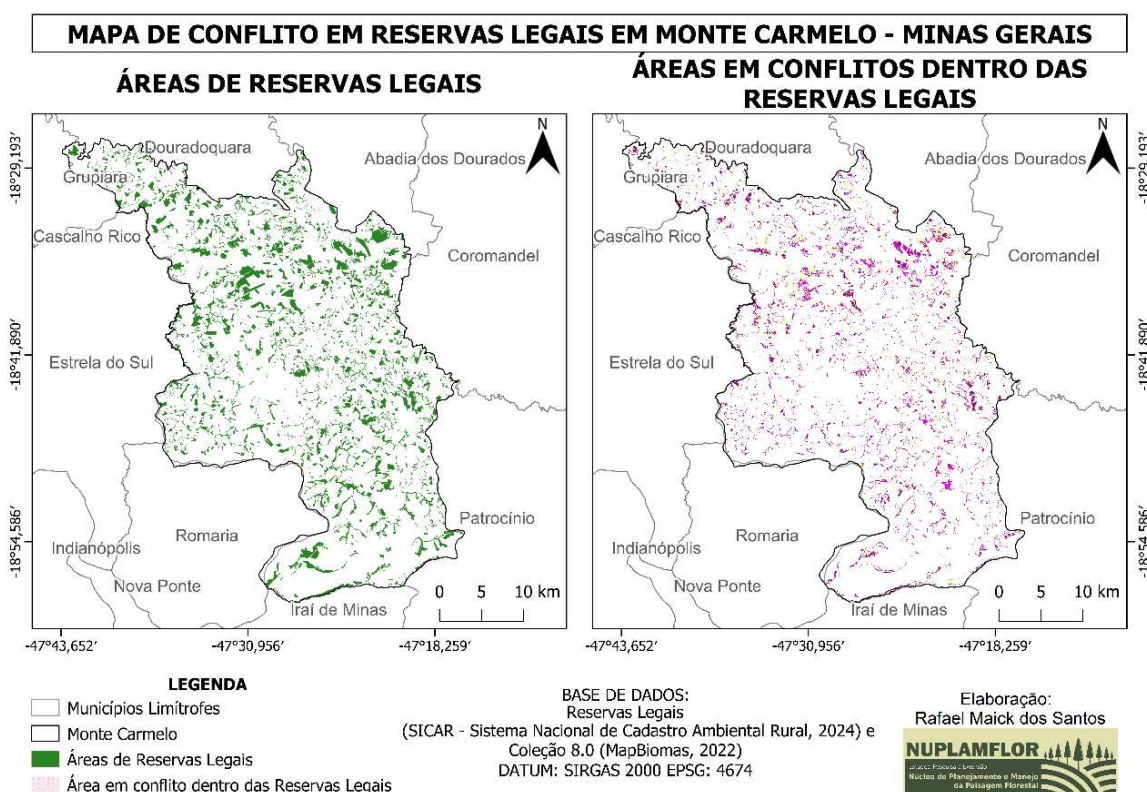 MAPA DE CONFLITO EM RESERVAS LEGAIS EM MONTE CARMELO - MINAS GERAIS
ÁREAS DE RESERVAS LEGAIS
ÁREAS EM CONFLITOS DENTRO DAS
RESERVAS LEGAIS
N
Douradoquara
Abadia dos Dourados
Grupiara
Cascalho Rico
Coromandel
Estrela do Sul
Patrocínio
Romaria
Indianópolis
Nova Ponte
Iraí de Minas
0 5 10 km
-18°29,193'
-18°41,890'
-18°54,586'
-47°43,652' -47°30,956' -47°18,259'
N
Douradoquara
Abadia dos Dourados
Grupiara
Cascalho Rico
Coromandel
Estrela do Sul
Patrocínio
Romaria
Indianópolis
Nova Ponte
Iraí de Minas
0 5 10 km
-18°29,193'
-18°41,890'
-18°54,586'
-47°43,652' -47°30,956' -47°18,259'
LEGENDA
Municípios Limítrofes
Monte Carmelo
Áreas de Reservas Legais
Área em conflito dentro das Reservas Legais
BASE DE DADOS:
Reservas Legais
(SICAR - Sistema Nacional de Cadastro Ambiental Rural, 2024) e
Coleção 8.0 (MapBiomas, 2022)
DATUM: SIRGAS 2000 EPSG: 4674
Elaboração:
Rafael Maick dos Santos
NUPLAMFLOR
Núcleo de Planejamento e Manejo
da Paisagem Florestal